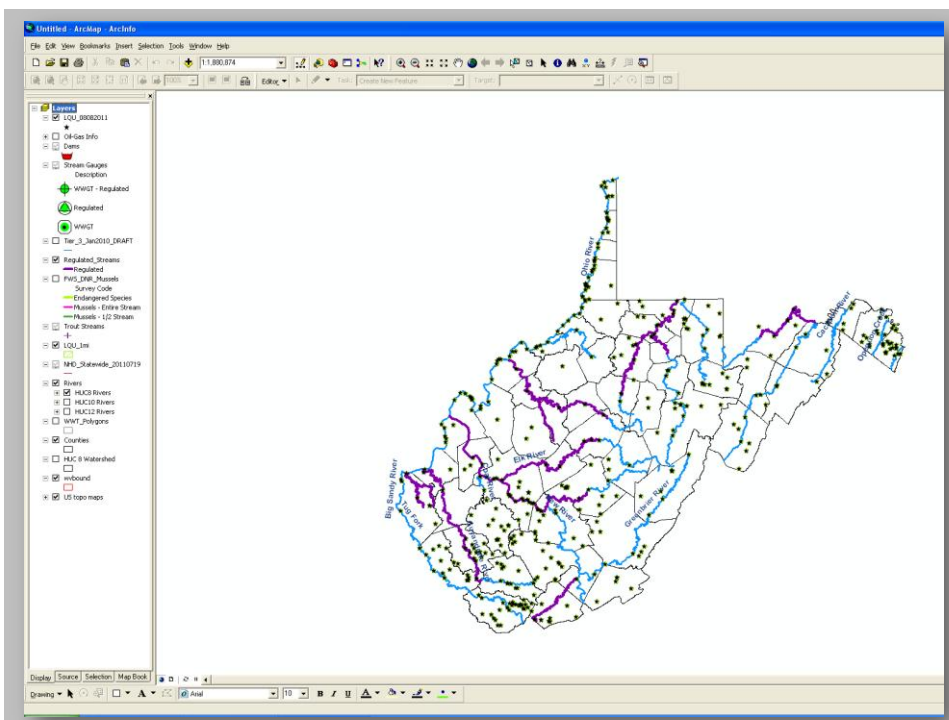 Untitled - ArcMap - ArcInfo
File Edit View Bookmarks Insert Selection Tools Window Help
1:1,800,874
100% Editor Task: Create New Feature Target:
Layers
LQU_08082011
Oil-Gas Info
Dams
Stream Gauges
Description
WWGT - Regulated
Regulated
WWGT
Tier_3_Jan2010_DRAFT
Regulated_Streams
Regulated
FWS_DNR_Mussels
Survey Code
Endangered Species
Mussels - Entire Stream
Mussels - 1/2 Stream
Trout Streams
LQU_1mi
NHD_Statewide_20110719
Rivers
HUC8 Rivers
HUC10 Rivers
HUC12 Rivers
WWT_Polygons
Counties
HUC 8 Watershed
wvbound
US topo maps
Ohio River
Elk River
Big Sandy River
Tug Fork
Greenbrier River
Display Source Selection Map Book
Drawing Arial 10 B I U A